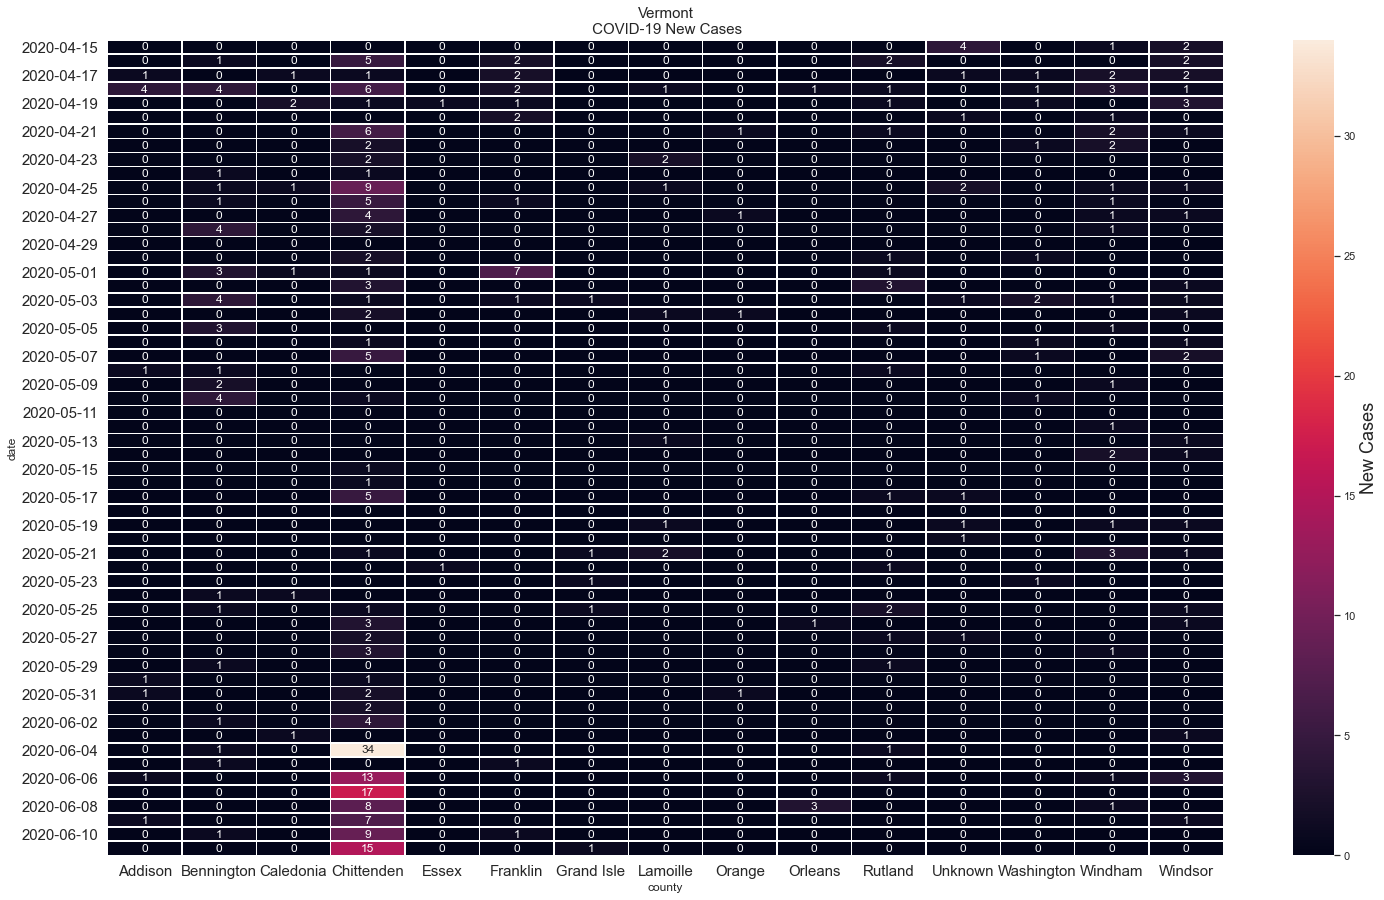 Vermont
COVID-19 New Cases
2020-04-15 0 0 0 0 0 0 0 0 0 0 0 4 0 1 2
0 1 0 5 0 2 0 0 0 0 2 0 0 0 2
2020-04-17 1 0 1 1 0 2 0 0 0 0 0 1 1 2 2
4 4 0 6 0 2 0 1 0 1 1 0 1 3 1
2020-04-19 0 0 2 1 1 1 0 0 0 0 1 0 1 0 3
0 0 0 0 0 2 0 0 0 0 0 1 0 1 0
2020-04-21 0 0 0 6 0 0 0 0 1 0 1 0 0 2 1
0 0 0 2 0 0 0 0 0 0 0 0 1 2 0
2020-04-23 0 0 0 2 0 0 0 2 0 0 0 0 0 0 0
0 1 0 1 0 0 0 0 0 0 0 0 0 0 0
2020-04-25 0 1 1 9 0 0 0 1 0 0 0 2 0 1 1
0 1 0 5 0 1 0 0 0 0 0 0 0 1 0
2020-04-27 0 0 0 4 0 0 0 0 1 0 0 0 0 1 1
0 4 0 2 0 0 0 0 0 0 0 0 0 1 0
2020-04-29 0 0 0 0 0 0 0 0 0 0 0 0 0 0 0
0 0 0 2 0 0 0 0 0 0 1 0 1 0 0
2020-05-01 0 3 1 1 0 7 0 0 0 0 1 0 0 0 0
0 0 0 3 0 0 0 0 0 0 3 0 0 0 1
2020-05-03 0 4 0 1 0 1 1 0 0 0 0 1 2 1 1
0 0 0 2 0 0 0 1 1 0 0 0 0 0 1
2020-05-05 0 3 0 0 0 0 0 0 0 0 1 0 0 1 0
0 0 0 1 0 0 0 0 0 0 0 0 1 0 1
2020-05-07 0 0 0 5 0 0 0 0 0 0 0 0 1 0 2
1 1 0 0 0 0 0 0 0 0 1 0 0 0 0
2020-05-09 0 2 0 0 0 0 0 0 0 0 0 0 0 1 0
0 4 0 1 0 0 0 0 0 0 0 0 1 0 0
2020-05-11 0 0 0 0 0 0 0 0 0 0 0 0 0 0 0
0 0 0 0 0 0 0 0 0 0 0 0 0 1 0
2020-05-13 0 0 0 0 0 0 0 1 0 0 0 0 0 0 1
0 0 0 0 0 0 0 0 0 0 0 0 0 2 1
2020-05-15 0 0 0 1 0 0 0 0 0 0 0 0 0 0 0
0 0 0 1 0 0 0 0 0 0 0 0 0 0 0
2020-05-17 0 0 0 5 0 0 0 0 0 0 1 1 0 0 0
0 0 0 0 0 0 0 0 0 0 0 0 0 0 0
2020-05-19 0 0 0 0 0 0 0 1 0 0 0 1 0 1 1
0 0 0 0 0 0 0 0 0 0 0 1 0 0 0
2020-05-21 0 0 0 1 0 0 1 2 0 0 0 0 0 3 1
0 0 0 0 1 0 0 0 0 0 1 0 0 0 0
2020-05-23 0 0 0 0 0 0 1 0 0 0 0 0 1 0 0
0 1 1 0 0 0 0 0 0 0 0 0 0 0 0
2020-05-25 0 1 0 1 0 0 1 0 0 0 2 0 0 0 1
0 0 0 3 0 0 0 0 0 1 0 0 0 0 1
2020-05-27 0 0 0 2 0 0 0 0 0 0 1 1 0 0 0
0 0 0 3 0 0 0 0 0 0 0 0 0 1 0
2020-05-29 0 1 0 0 0 0 0 0 0 0 1 0 0 0 0
1 0 0 1 0 0 0 0 0 0 0 0 0 0 0
2020-05-31 1 0 0 2 0 0 0 0 1 0 0 0 0 0 0
0 0 0 2 0 0 0 0 0 0 0 0 0 0 0
2020-06-02 0 1 0 4 0 0 0 0 0 0 0 0 0 0 0
0 0 1 0 0 0 0 0 0 0 0 0 0 0 1
2020-06-04 0 1 0 34 0 0 0 0 0 0 1 0 0 0 0
0 1 0 0 0 1 0 0 0 0 0 0 0 0 0
2020-06-06 1 0 0 13 0 0 0 0 0 0 1 0 0 1 3
0 0 0 17 0 0 0 0 0 0 0 0 0 0 0
2020-06-08 0 0 0 8 0 0 0 0 0 3 0 0 0 1 0
1 0 0 7 0 0 0 0 0 0 0 0 0 0 1
2020-06-10 0 1 0 9 0 1 0 0 0 0 0 0 0 0 0
0 0 0 15 0 0 1 0 0 0 0 0 0 0 0
Addison Bennington Caledonia Chittenden Essex Franklin Grand Isle Lamoille Orange Orleans Rutland Unknown Washington Windham Windsor
county
date
30
25
20
15
10
5
0
New Cases